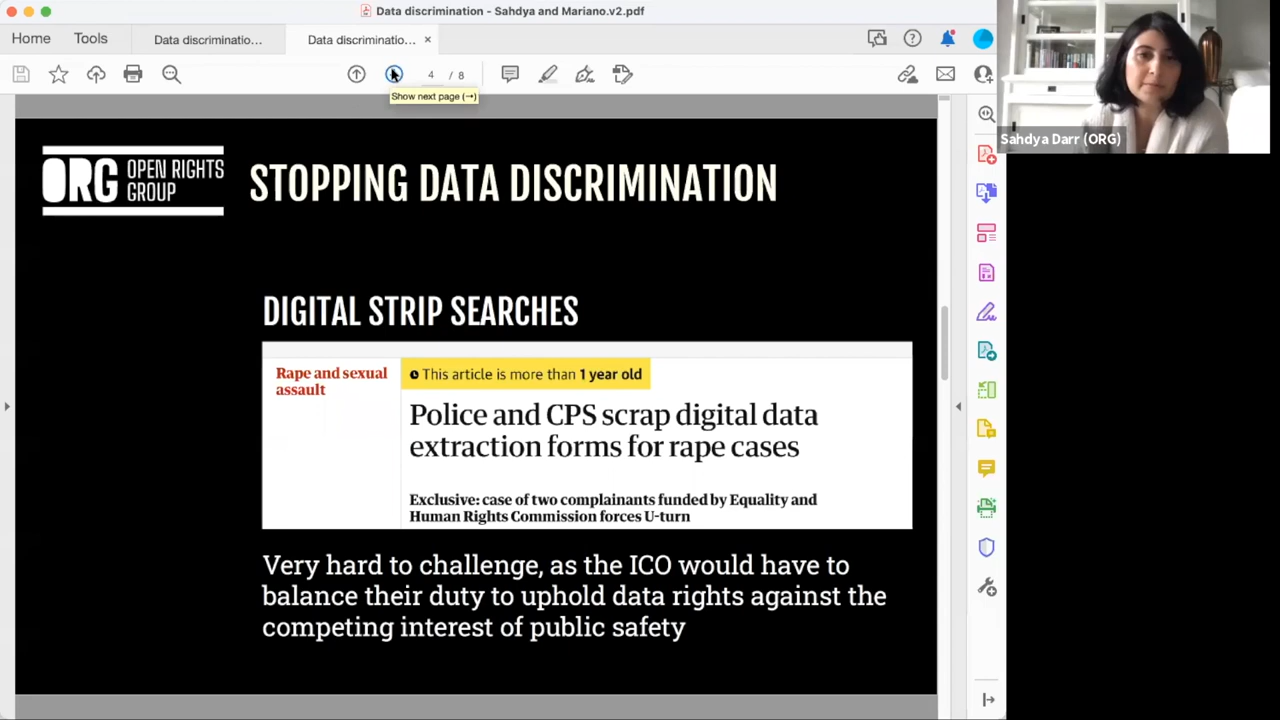 Data discrimination - Sahdya and Mariano.v2.pdf
Home
Tools
Data discriminatio...
Data discriminatio...
4
/ 8
Show next page (→)
Sahdya Darr (ORG)
ORG
OPEN RIGHTS
GROUP
STOPPING DATA DISCRIMINATION
DIGITAL STRIP SEARCHES
Rape and sexual
assault
This article is more than 1 year old
Police and CPS scrap digital data
extraction forms for rape cases
Exclusive: case of two complainants funded by Equality and
Human Rights Commission forces U-turn
Very hard to challenge, as the ICO would have to
balance their duty to uphold data rights against the
competing interest of public safety